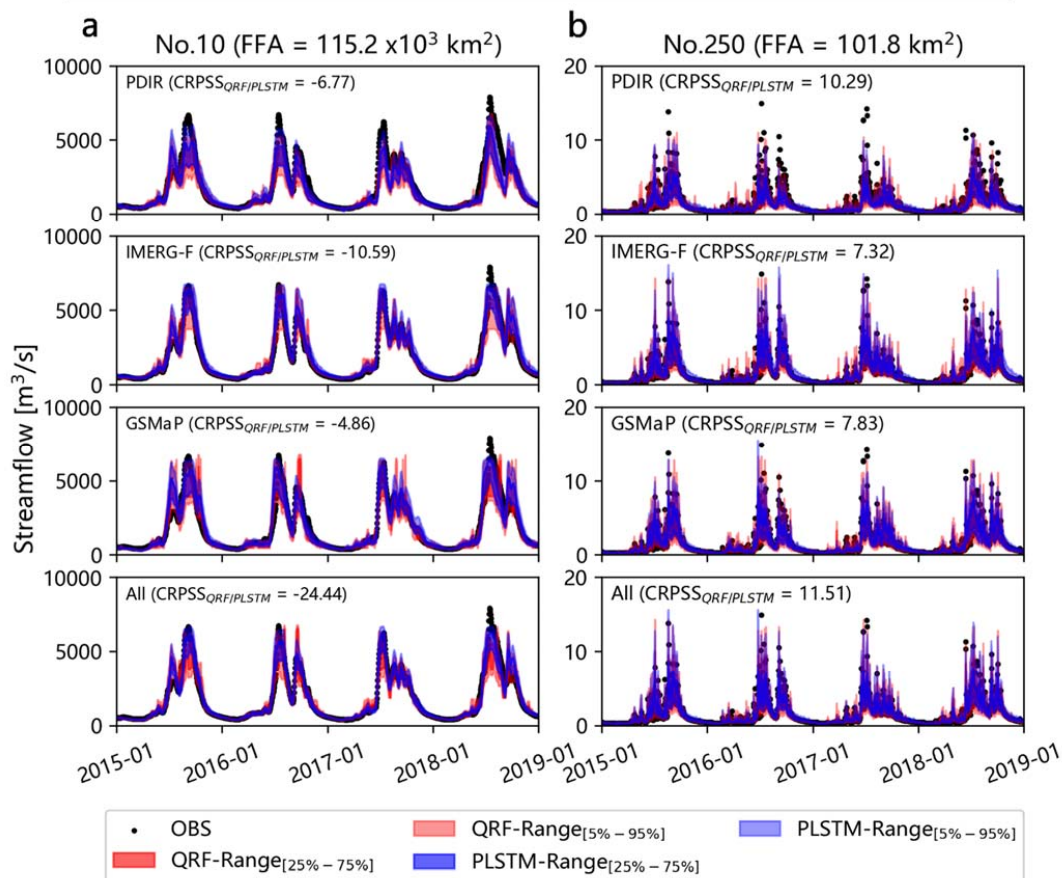 a
No.10 (FFA = 115.2 x10³ km²)
b
No.250 (FFA = 101.8 km²)
10000
5000
0
PDIR (CRPSS_QRF/PLSTM = -6.77)
20
10
0
PDIR (CRPSS_QRF/PLSTM = 10.29)
10000
5000
0
IMERG-F (CRPSS_QRF/PLSTM = -10.59)
20
10
0
IMERG-F (CRPSS_QRF/PLSTM = 7.32)
Streamflow [m³/s]
10000
5000
0
GSMaP (CRPSS_QRF/PLSTM = -4.86)
20
10
0
GSMaP (CRPSS_QRF/PLSTM = 7.83)
10000
5000
0
All (CRPSS_QRF/PLSTM = -24.44)
20
10
0
All (CRPSS_QRF/PLSTM = 11.51)
2015-01 2016-01 2017-01 2018-01 2019-01
2015-01 2016-01 2017-01 2018-01 2019-01
OBS
QRF-Range[5% − 95%]
PLSTM-Range[5% − 95%]
QRF-Range[25% − 75%]
PLSTM-Range[25% − 75%]